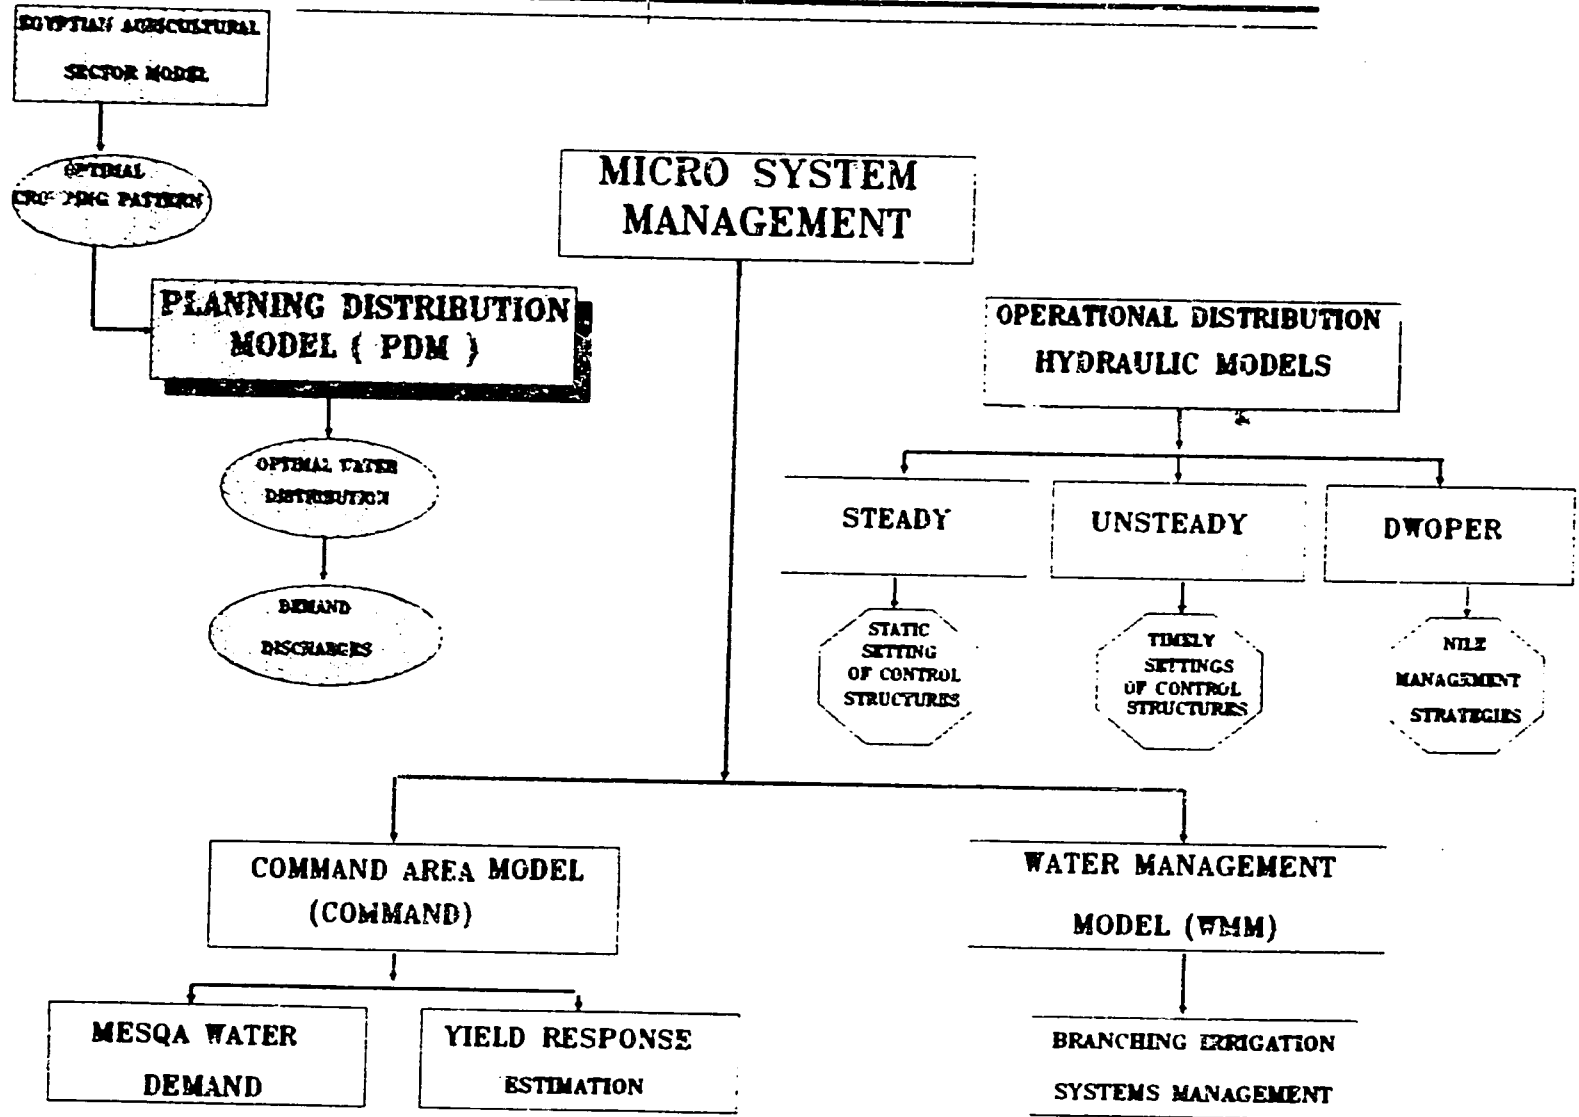 EGYPTIAN AGRICULTURAL
SECTOR MODEL
OPTIMAL
PATTERN
MICRO SYSTEM
MANAGEMENT
PLANNING DISTRIBUTION
MODEL ( PDM )
OPERATIONAL DISTRIBUTION
HYDRAULIC MODELS
OPTIMAL WATER
DISTRIBUTION
STEADY
UNSTEADY
DWOPER
DEMAND
DISCHARGES
STATIC
SETTING
OF CONTROL
STRUCTURES
TIMELY
SETTINGS
OF CONTROL
STRUCTURES
NILE
MANAGEMENT
STRATEGIES
COMMAND AREA MODEL
(COMMAND)
WATER MANAGEMENT
MODEL (WMM)
MESQA WATER
DEMAND
YIELD RESPONSE
ESTIMATION
BRANCHING IRRIGATION
SYSTEMS MANAGEMENT